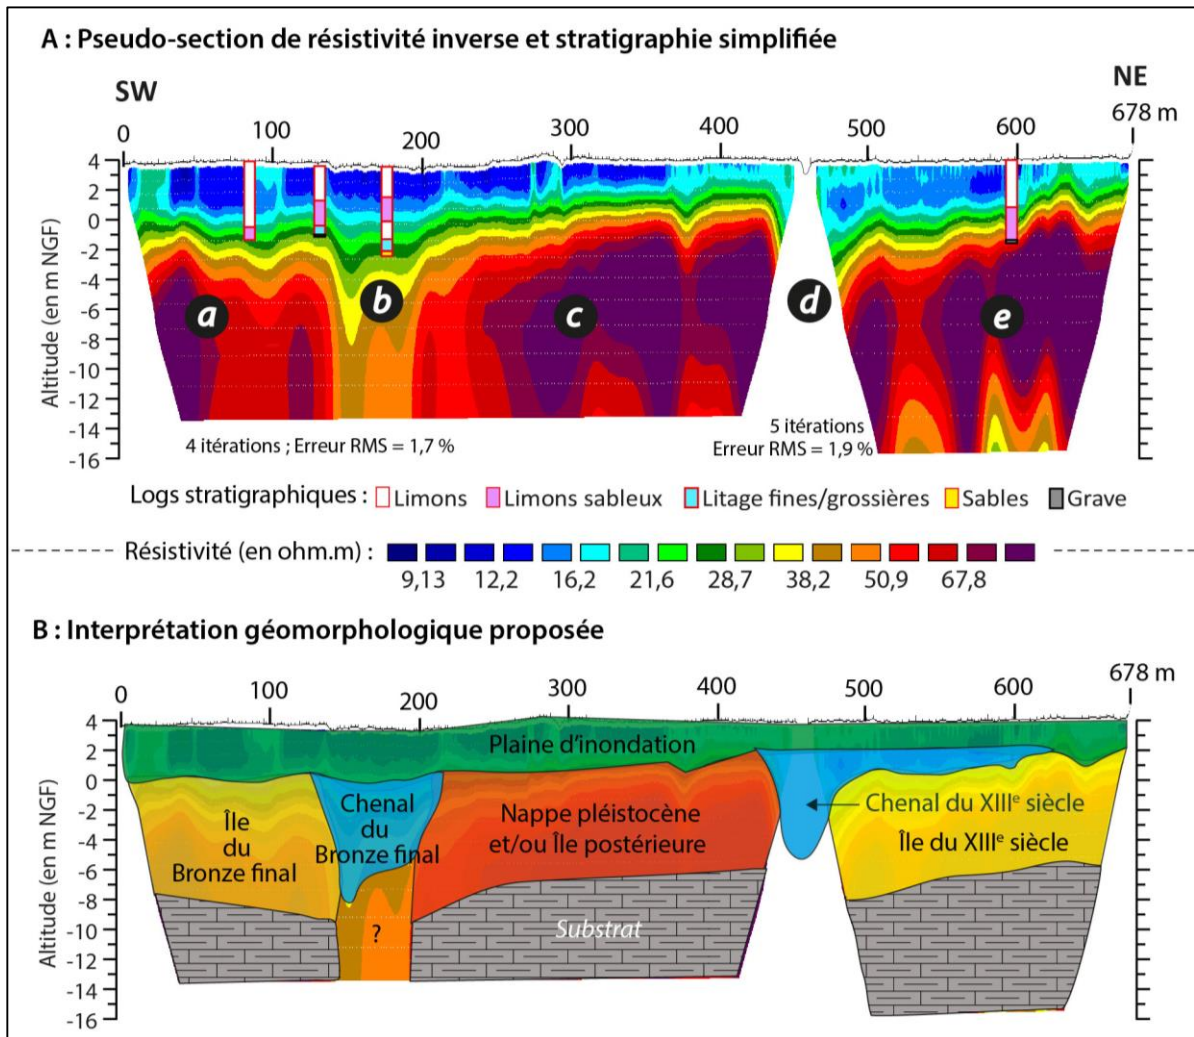 A : Pseudo-section de résistivité inverse et stratigraphie simplifiée
SW
NE
0 100 200 300 400 500 600 678 m
Altitude (en m NGF)
4
2
0
-2
-4
-6
-8
-10
-12
-14
-16
a b c d e
4 itérations ; Erreur RMS = 1,7 %
5 itérations
Erreur RMS = 1,9 %
Logs stratigraphiques : Limons Limons sableux Litage fines/grossières Sables Grave
Résistivité (en ohm.m) :
9,13 12,2 16,2 21,6 28,7 38,2 50,9 67,8
B : Interprétation géomorphologique proposée
0 100 200 300 400 500 600 678 m
Altitude (en m NGF)
4
2
0
-2
-4
-6
-8
-10
-12
-14
-16
Plaine d'inondation
Île
du
Bronze final
Chenal
du
Bronze final
?
Nappe pléistocène
et/ou Île postérieure
Substrat
Chenal du XIIIe siècle
Île du XIIIe siècle